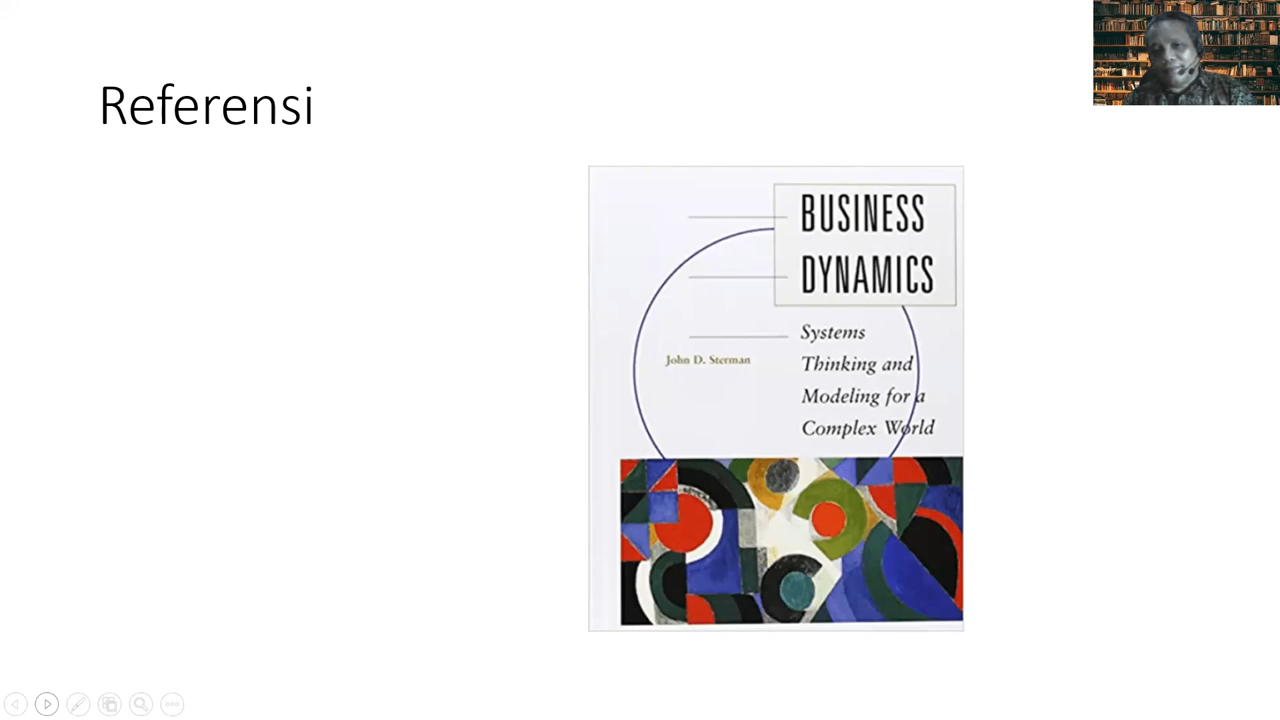 Referensi
BUSINESS
DYNAMICS
Systems
Thinking and
Modeling for a
Complex World
John D. Sterman